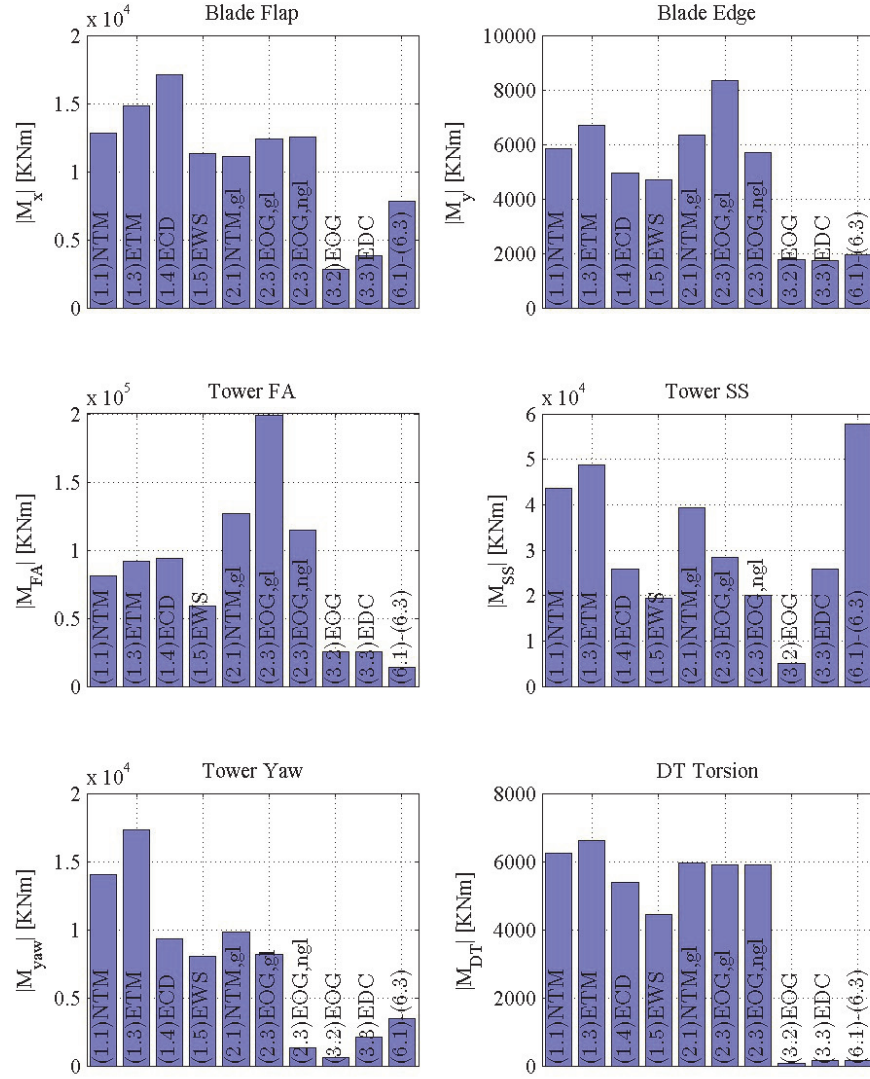 Blade Flap
x 10^4
2
1.5
1
0.5
0
|M_x| [KNm]
(1.1)NTM
(1.3)ETM
(1.4)ECD
(1.5)EWS
(2.1)NTM,gl
(2.3)EOG,gl
(2.3)EOG,ngl
(3.2)EOG
(3.3)EDC
(6.1)-(6.3)
Blade Edge
10000
8000
6000
4000
2000
0
|M_y| [KNm]
(1.1)NTM
(1.3)ETM
(1.4)ECD
(1.5)EWS
(2.1)NTM,gl
(2.3)EOG,gl
(2.3)EOG,ngl
(3.2)EOG
(3.3)EDC
(6.1)-(6.3)
Tower FA
x 10^5
2
1.5
1
0.5
0
|M_FA| [KNm]
(1.1)NTM
(1.3)ETM
(1.4)ECD
(1.5)EWS
(2.1)NTM,gl
(2.3)EOG,gl
(2.3)EOG,ngl
(3.2)EOG
(3.3)EDC
(6.1)-(6.3)
Tower SS
x 10^4
6
5
4
3
2
1
0
|M_SS| [KNm]
(1.1)NTM
(1.3)ETM
(1.4)ECD
(1.5)EWS
(2.1)NTM,gl
(2.3)EOG,gl
(2.3)EOG,ngl
(3.2)EOG
(3.3)EDC
(6.1)-(6.3)
Tower Yaw
x 10^4
2
1.5
1
0.5
0
|M_yaw| [KNm]
(1.1)NTM
(1.3)ETM
(1.4)ECD
(1.5)EWS
(2.1)NTM,gl
(2.3)EOG,gl
(2.3)EOG,ngl
(3.2)EOG
(3.3)EDC
(6.1)-(6.3)
DT Torsion
8000
6000
4000
2000
0
|M_DT| [KNm]
(1.1)NTM
(1.3)ETM
(1.4)ECD
(1.5)EWS
(2.1)NTM,gl
(2.3)EOG,gl
(2.3)EOG,ngl
(3.2)EOG
(3.3)EDC
(6.1)-(6.3)